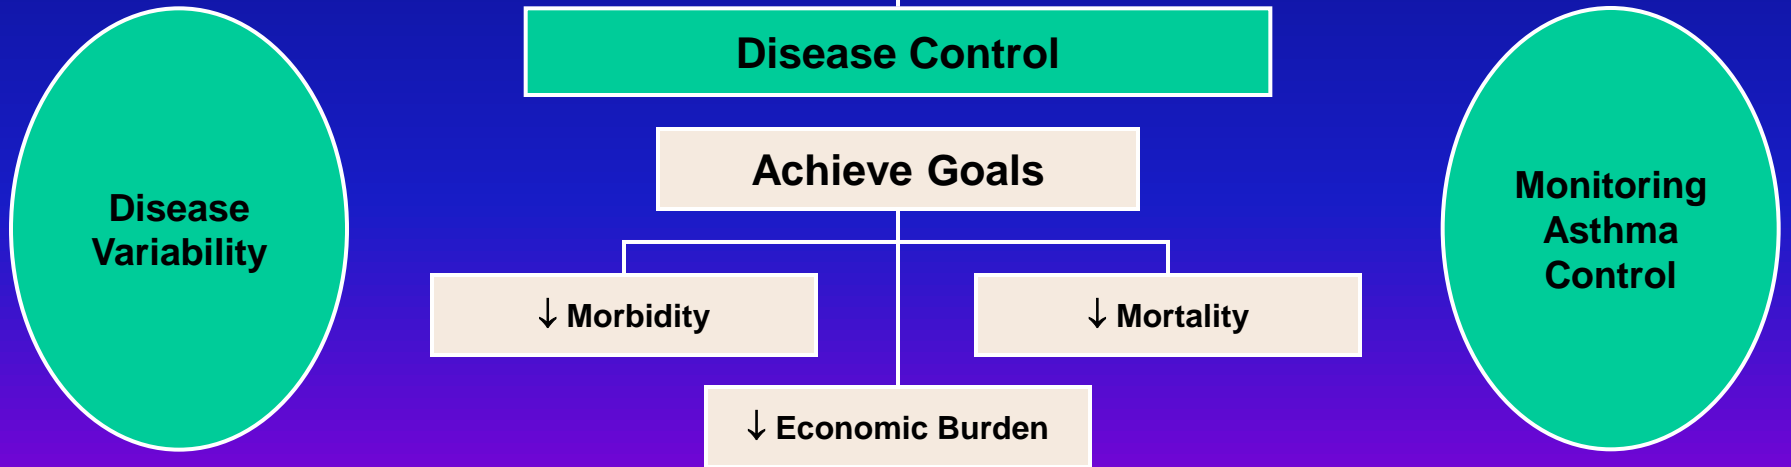 Disease Control
Achieve Goals
Disease
Variability
Monitoring
Asthma
Control
↓ Morbidity
↓ Mortality
↓ Economic Burden